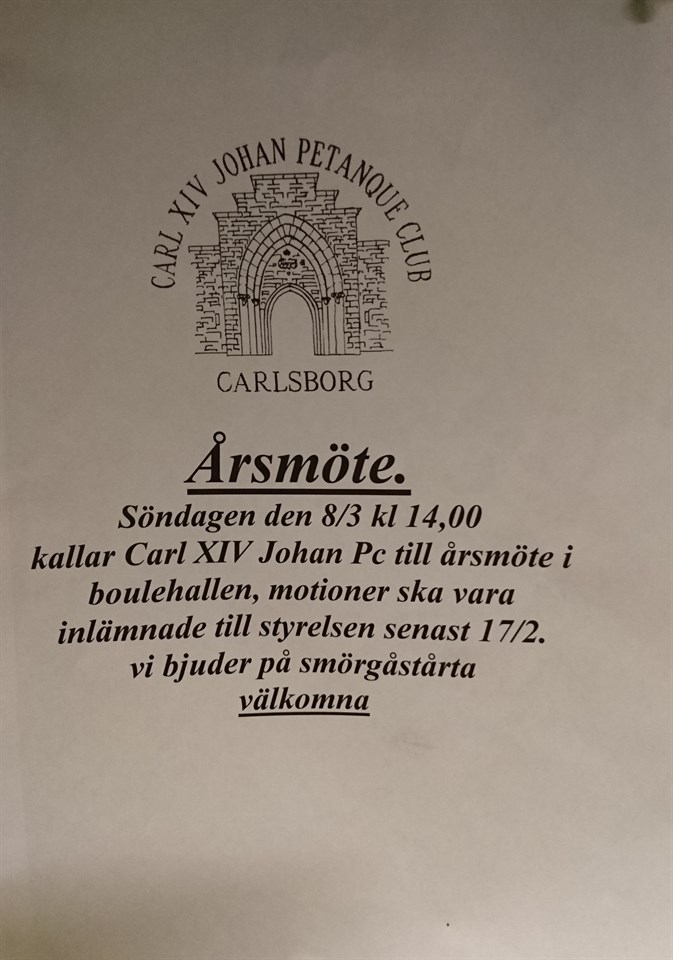 CARL XIV JOHAN PETANQUE CLUB
CARLSBORG
Årsmöte.
Söndagen den 8/3 kl 14,00
kallar Carl XIV Johan Pc till årsmöte i
boulehallen, motioner ska vara
inlämnade till styrelsen senast 17/2.
vi bjuder på smörgåstårta
välkomna